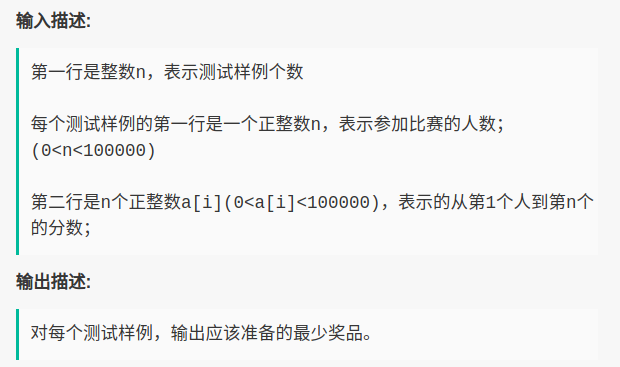 输入描述:
第一行是整数n，表示测试样例个数
每个测试样例的第一行是一个正整数n，表示参加比赛的人数；
(0<n<100000)
第二行是n个正整数a[i](0<a[i]<100000)，表示的从第1个人到第n个
的分数；
输出描述:
对每个测试样例，输出应该准备的最少奖品。